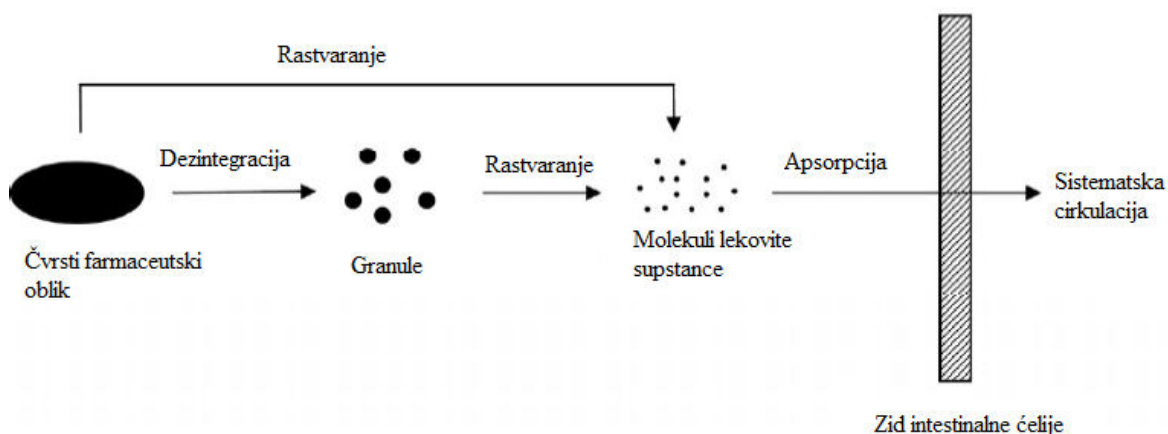 Rastvaranje
Dezintegracija
Rastvaranje
Apsorpcija
Sistematska
cirkulacija
Čvrsti farmaceutski
oblik
Granule
Molekuli lekovite
supstance
Zid intestinalne ćelije